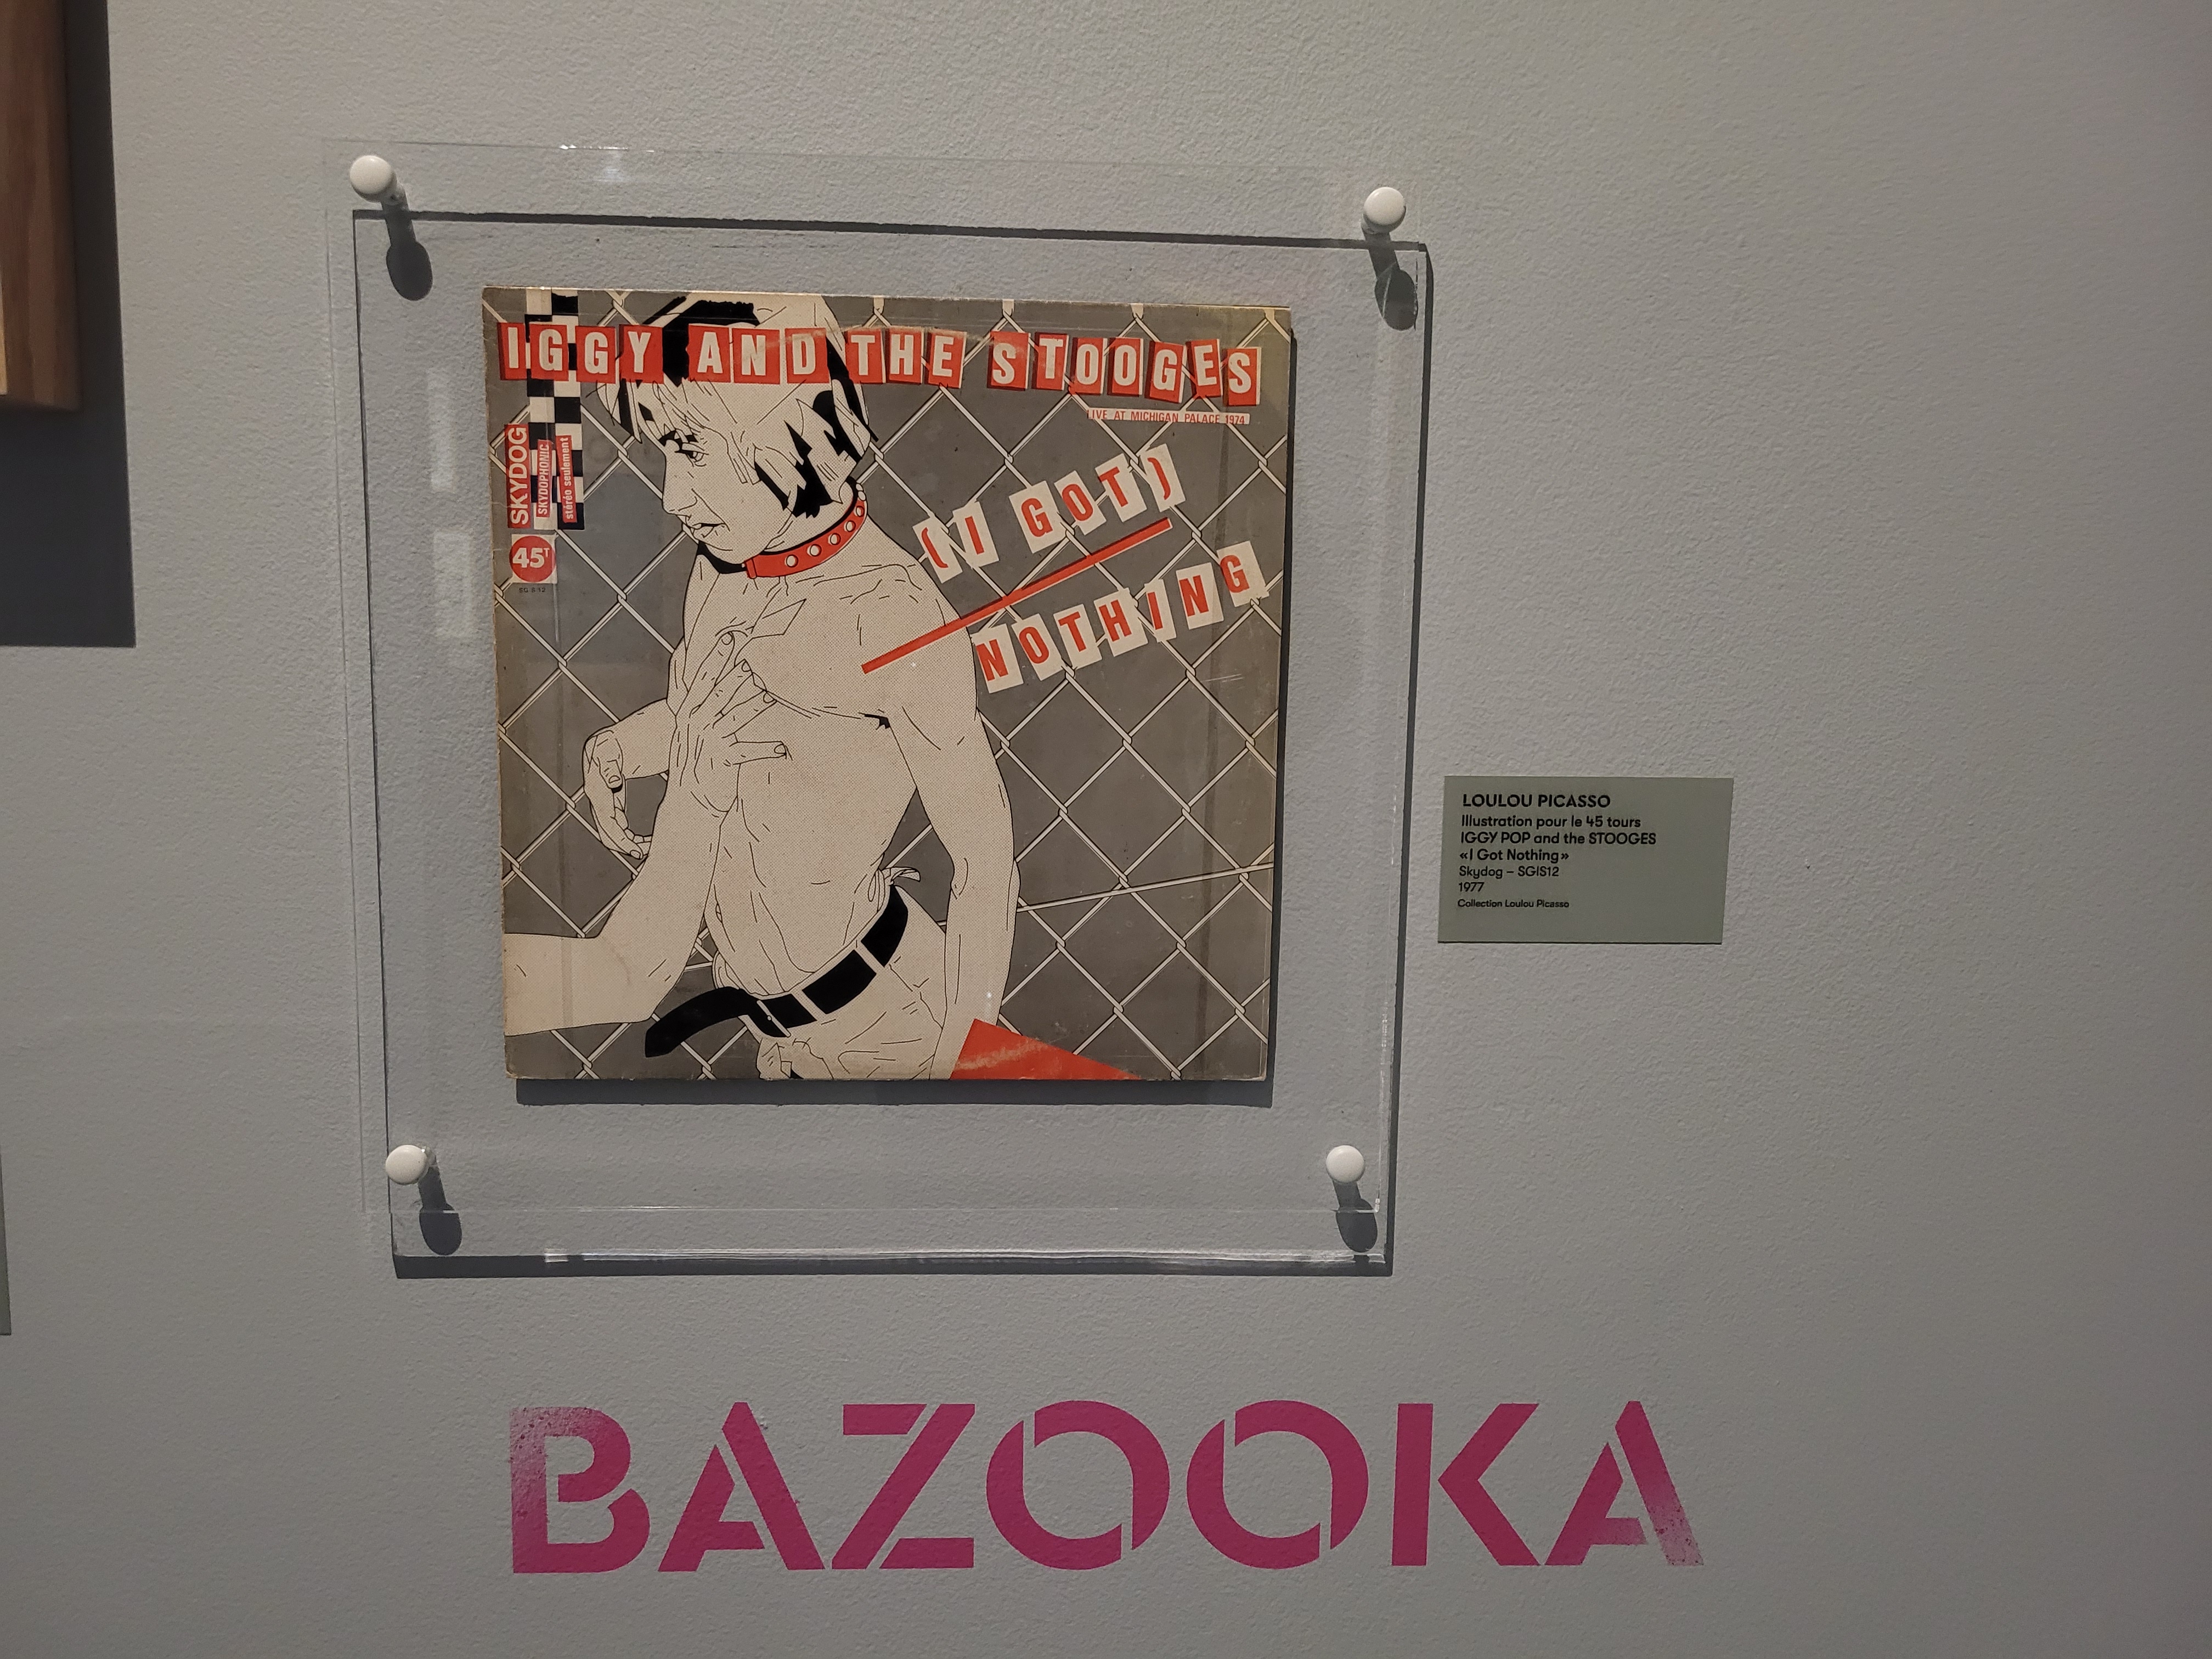 IGGY AND THE STOOGES
LIVE AT MICHIGAN PALACE 1974
SKYDOG
SKYDOPHONIC
stéréo seulement
45T
(I GOT)
NOTHING
LOULOU PICASSO
Illustration pour le 45 tours
IGGY POP and the STOOGES
«I Got Nothing»
Skydog – SGIS12
1977
Collection Loulou Picasso
BAZOOKA